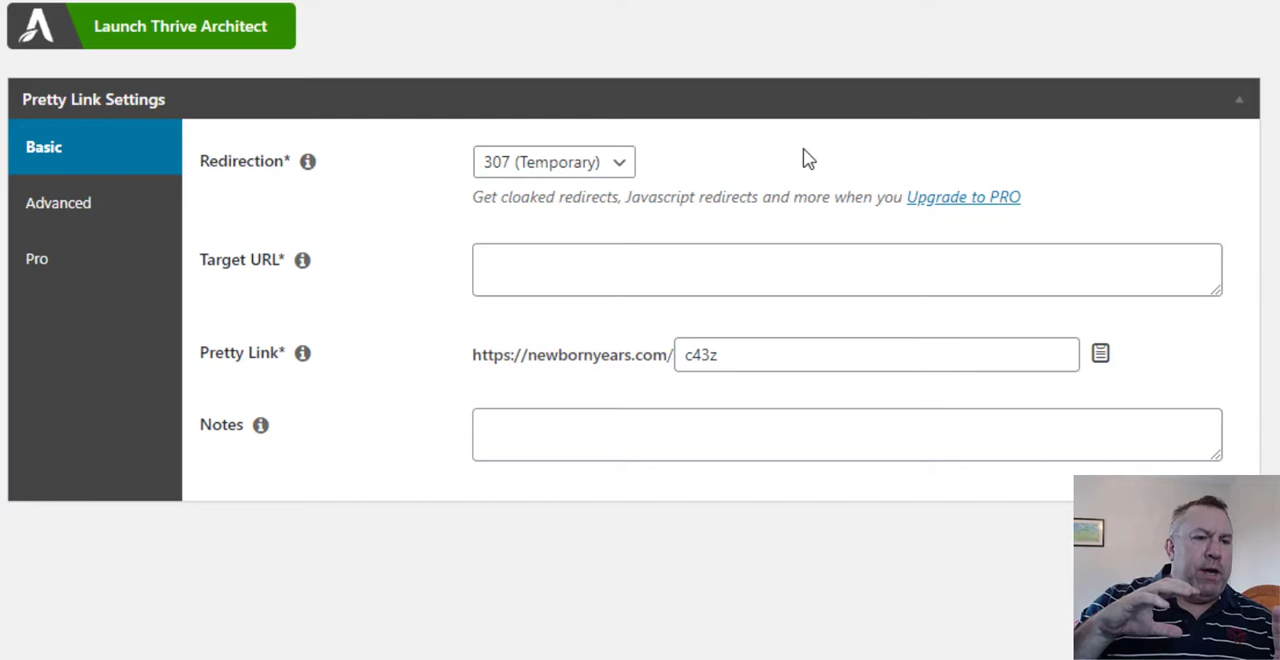 Launch Thrive Architect
Pretty Link Settings
Basic
Advanced
Pro
Redirection*
307 (Temporary)
Get cloaked redirects, Javascript redirects and more when you Upgrade to PRO
Target URL*
Pretty Link*
https://newbornyears.com/ c43z
Notes